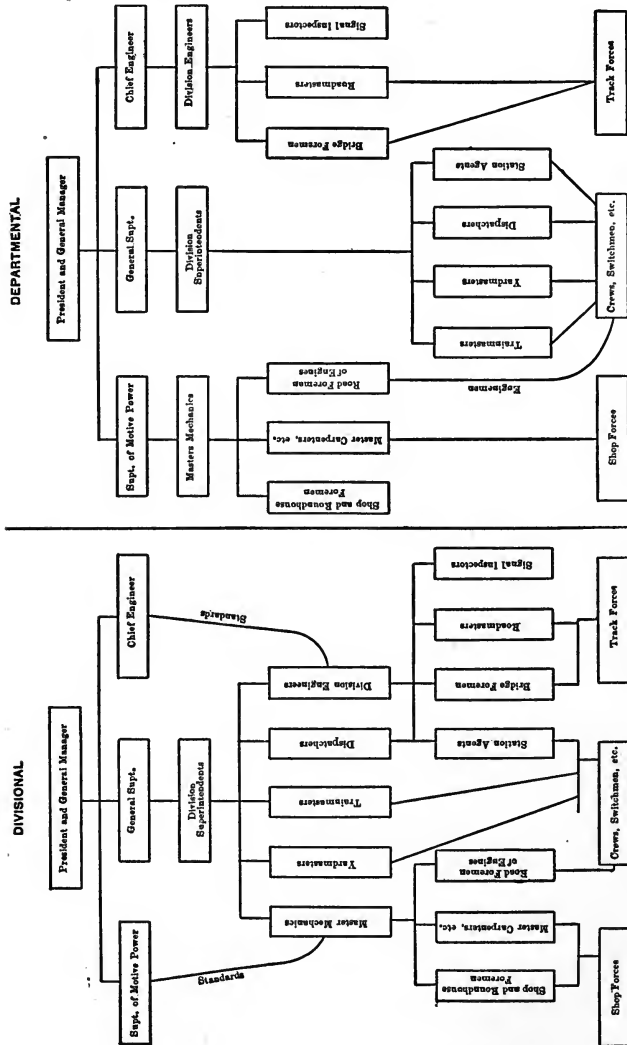 DIVISIONAL
President and General Manager
Supt. of Motive Power
General Supt.
Chief Engineer
Standards
Division
Superintendents
Standards
Master Mechanics
Yardmasters
Trainmasters
Dispatchers
Division Engineers
Shop and Roundhouse
Foremen
Master Carpenters, etc.
Road Foremen
of Engines
Station Agents
Bridge Foremen
Roadmasters
Signal Inspectors
Shop Forces
Crews, Switchmen, etc.
Track Forces
DEPARTMENTAL
President and General Manager
Supt. of Motive Power
General Supt.
Chief Engineer
Masters Mechanics
Division
Superintendents
Division Engineers
Shop and Roundhouse
Foremen
Master Carpenters, etc.
Road Foremen
of Engines
Bridge Foremen
Roadmasters
Signal Inspectors
Enginemen
Trainmasters
Yardmasters
Dispatchers
Station Agents
Shop Forces
Crews, Switchmen, etc.
Track Forces